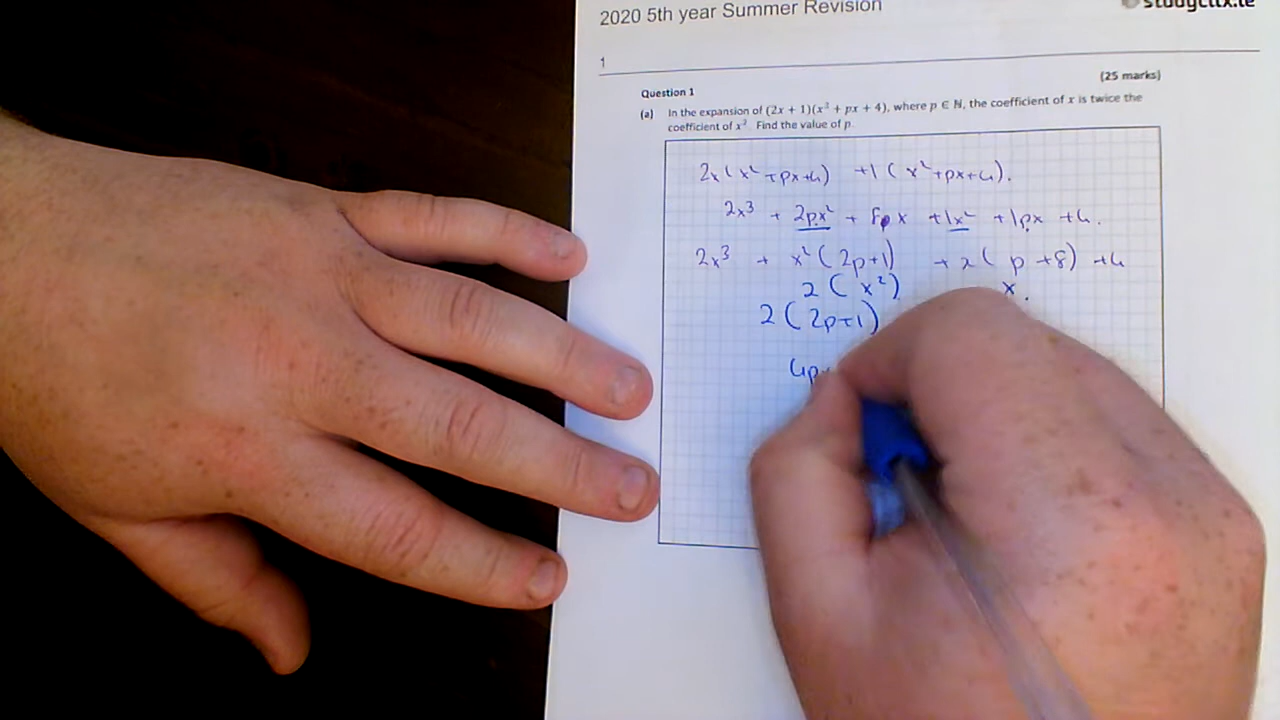 2020 5th year Summer Revision
studyclix.ie
1
(25 marks)
Question 1
(a) In the expansion of (2x + 1)(x² + px + 4), where p ∈ ℕ, the coefficient of x is twice the
coefficient of x². Find the value of p.
2x(x²+px+4) +1(x²+px+4).
2x³ + 2px² + 8x +1x² +1px +4.
2x³ + x²(2p+1) + x(p+8) +4
2(x²) x.
2(2p+1)
4p